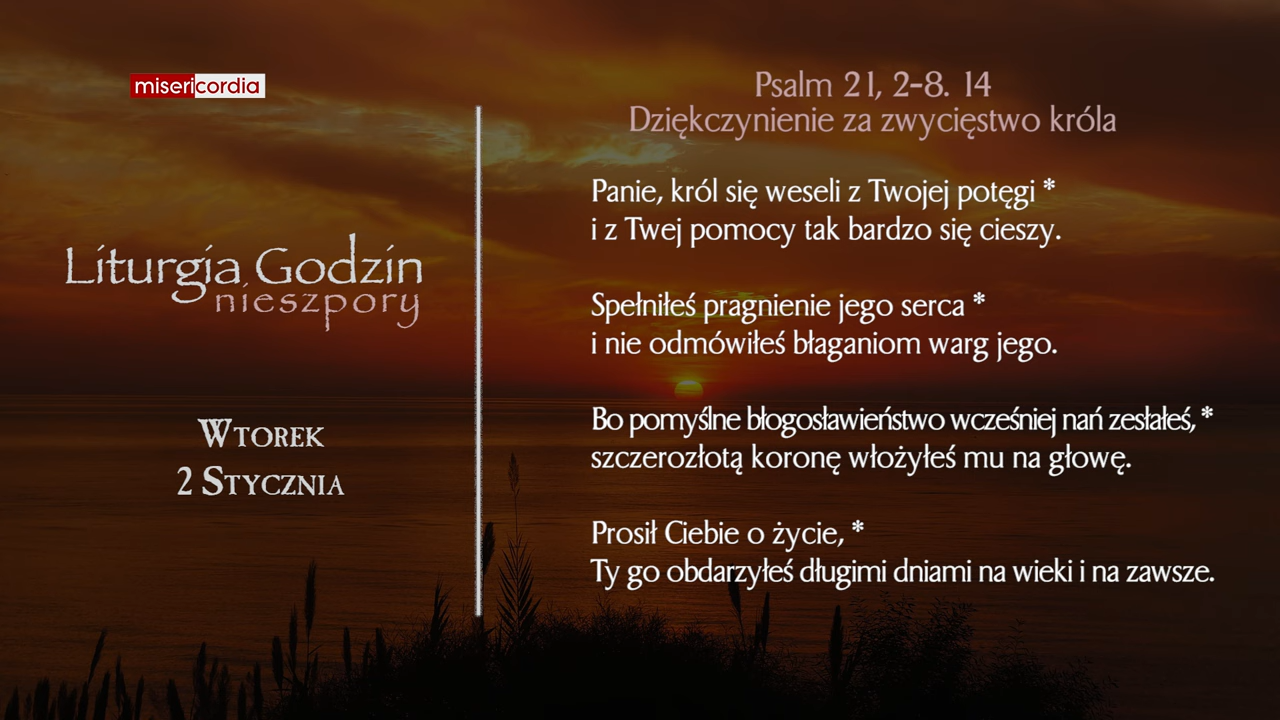 misericordia
Liturgia Godzin
nieszpory
Wtorek
2 Stycznia
Psalm 21, 2-8. 14
Dziękczynienie za zwycięstwo króla
Panie, król się weseli z Twojej potęgi *
i z Twej pomocy tak bardzo się cieszy.
Spełniłeś pragnienie jego serca *
i nie odmówiłeś błaganiom warg jego.
Bo pomyślne błogosławieństwo wcześniej nań zesłałeś, *
szczerozłotą koronę włożyłeś mu na głowę.
Prosił Ciebie o życie, *
Ty go obdarzyłeś długimi dniami na wieki i na zawsze.